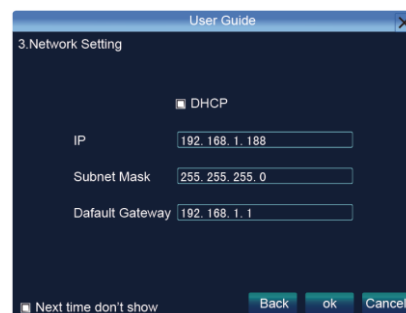 User Guide
3.Network Setting
DHCP
IP 192. 168. 1. 188
Subnet Mask 255. 255. 255. 0
Dafault Gateway 192. 168. 1. 1
Next time don't show Back ok Cancel